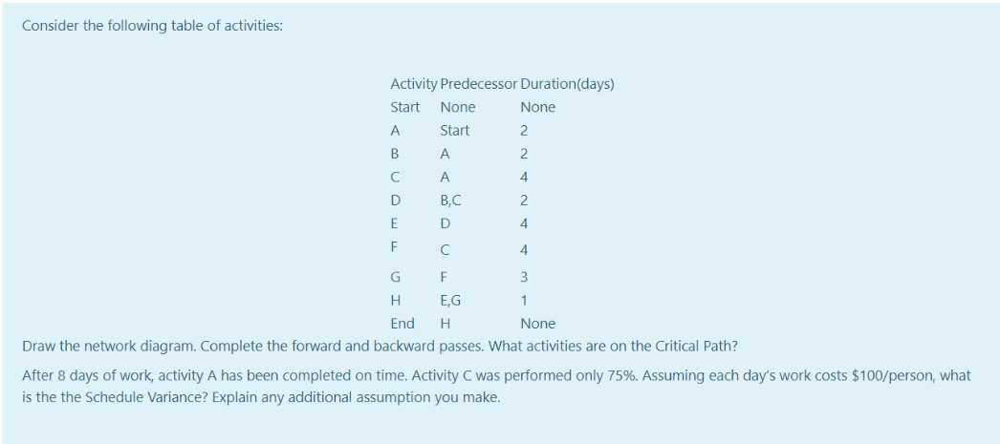 Consider the following table of activities:
Activity Predecessor Duration(days)
Start None None
A Start 2
B A 2
C A 4
D B,C 2
E D 4
F C 4
G F 3
H E,G 1
End H None
Draw the network diagram. Complete the forward and backward passes. What activities are on the Critical Path?
After 8 days of work, activity A has been completed on time. Activity C was performed only 75%. Assuming each day's work costs $100/person, what
is the the Schedule Variance? Explain any additional assumption you make.